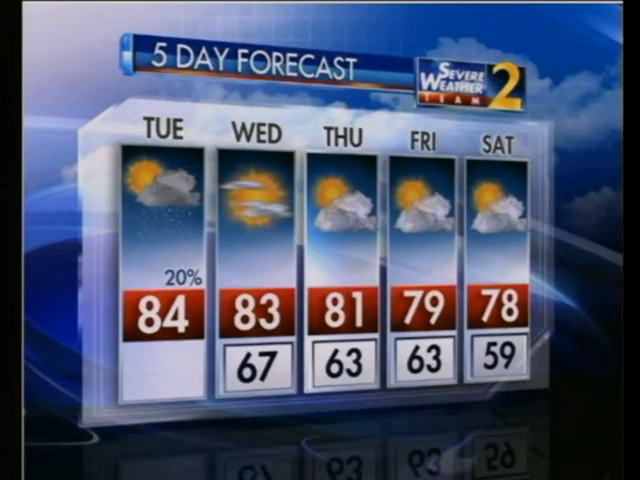 5 DAY FORECAST
SEVERE
WEATHER
TEAM
2
TUE WED THU FRI SAT
20%
84 83 81 79 78
67 63 63 59